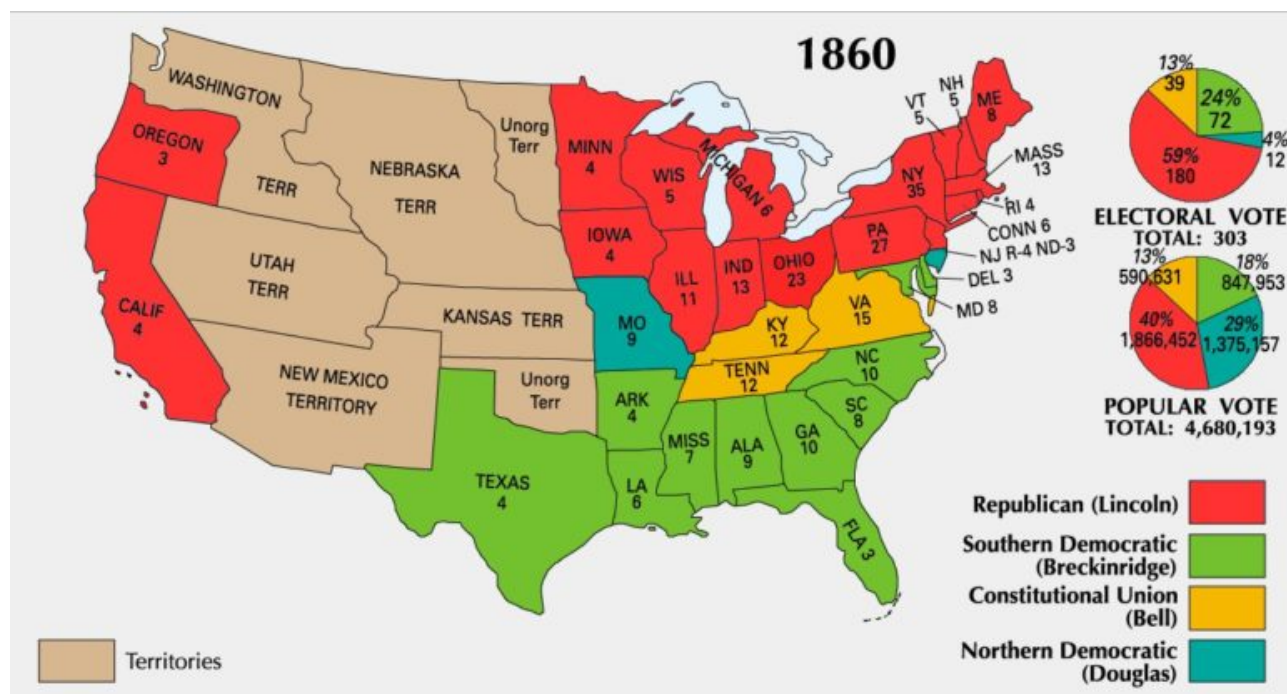 1860
WASHINGTON
TERR
OREGON
3
CALIF
4
NEBRASKA
TERR
Unorg
Terr
UTAH
TERR
KANSAS TERR
NEW MEXICO
TERRITORY
Unorg
Terr
TEXAS
4
MINN
4
IOWA
4
MO
9
ARK
4
LA
6
WIS
5
ILL
11
MICHIGAN 6
IND
13
OHIO
23
KY
12
TENN
12
MISS
7
ALA
9
GA
10
FLA 3
SC
8
NC
10
VA
15
PA
27
NY
35
VT
5
NH
5
ME
8
MASS
13
RI 4
CONN 6
NJ R-4 ND-3
DEL 3
MD 8
13%
39
24%
72
4%
12
59%
180
ELECTORAL VOTE
TOTAL: 303
13%
590,631
18%
847,953
40%
1,866,452
29%
1,375,157
POPULAR VOTE
TOTAL: 4,680,193
Republican (Lincoln)
Southern Democratic
(Breckinridge)
Constitutional Union
(Bell)
Northern Democratic
(Douglas)
Territories